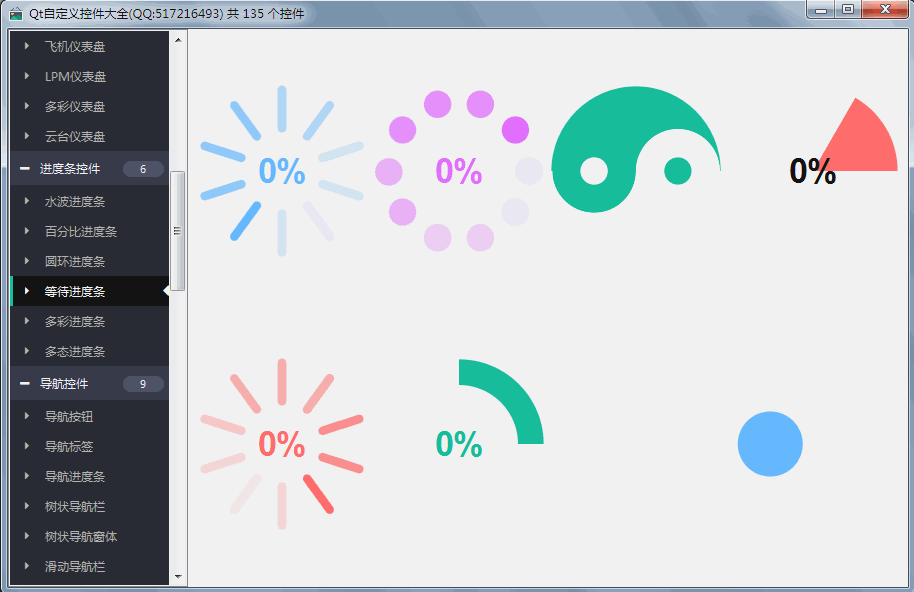 Qt自定义控件大全(QQ:517216493) 共 135 个控件
飞机仪表盘
LPM仪表盘
多彩仪表盘
云台仪表盘
进度条控件 6
水波进度条
百分比进度条
圆环进度条
等待进度条
多彩进度条
多态进度条
导航控件 9
导航按钮
导航标签
导航进度条
树状导航栏
树状导航窗体
滑动导航栏
0% 0% 0%
0% 0%